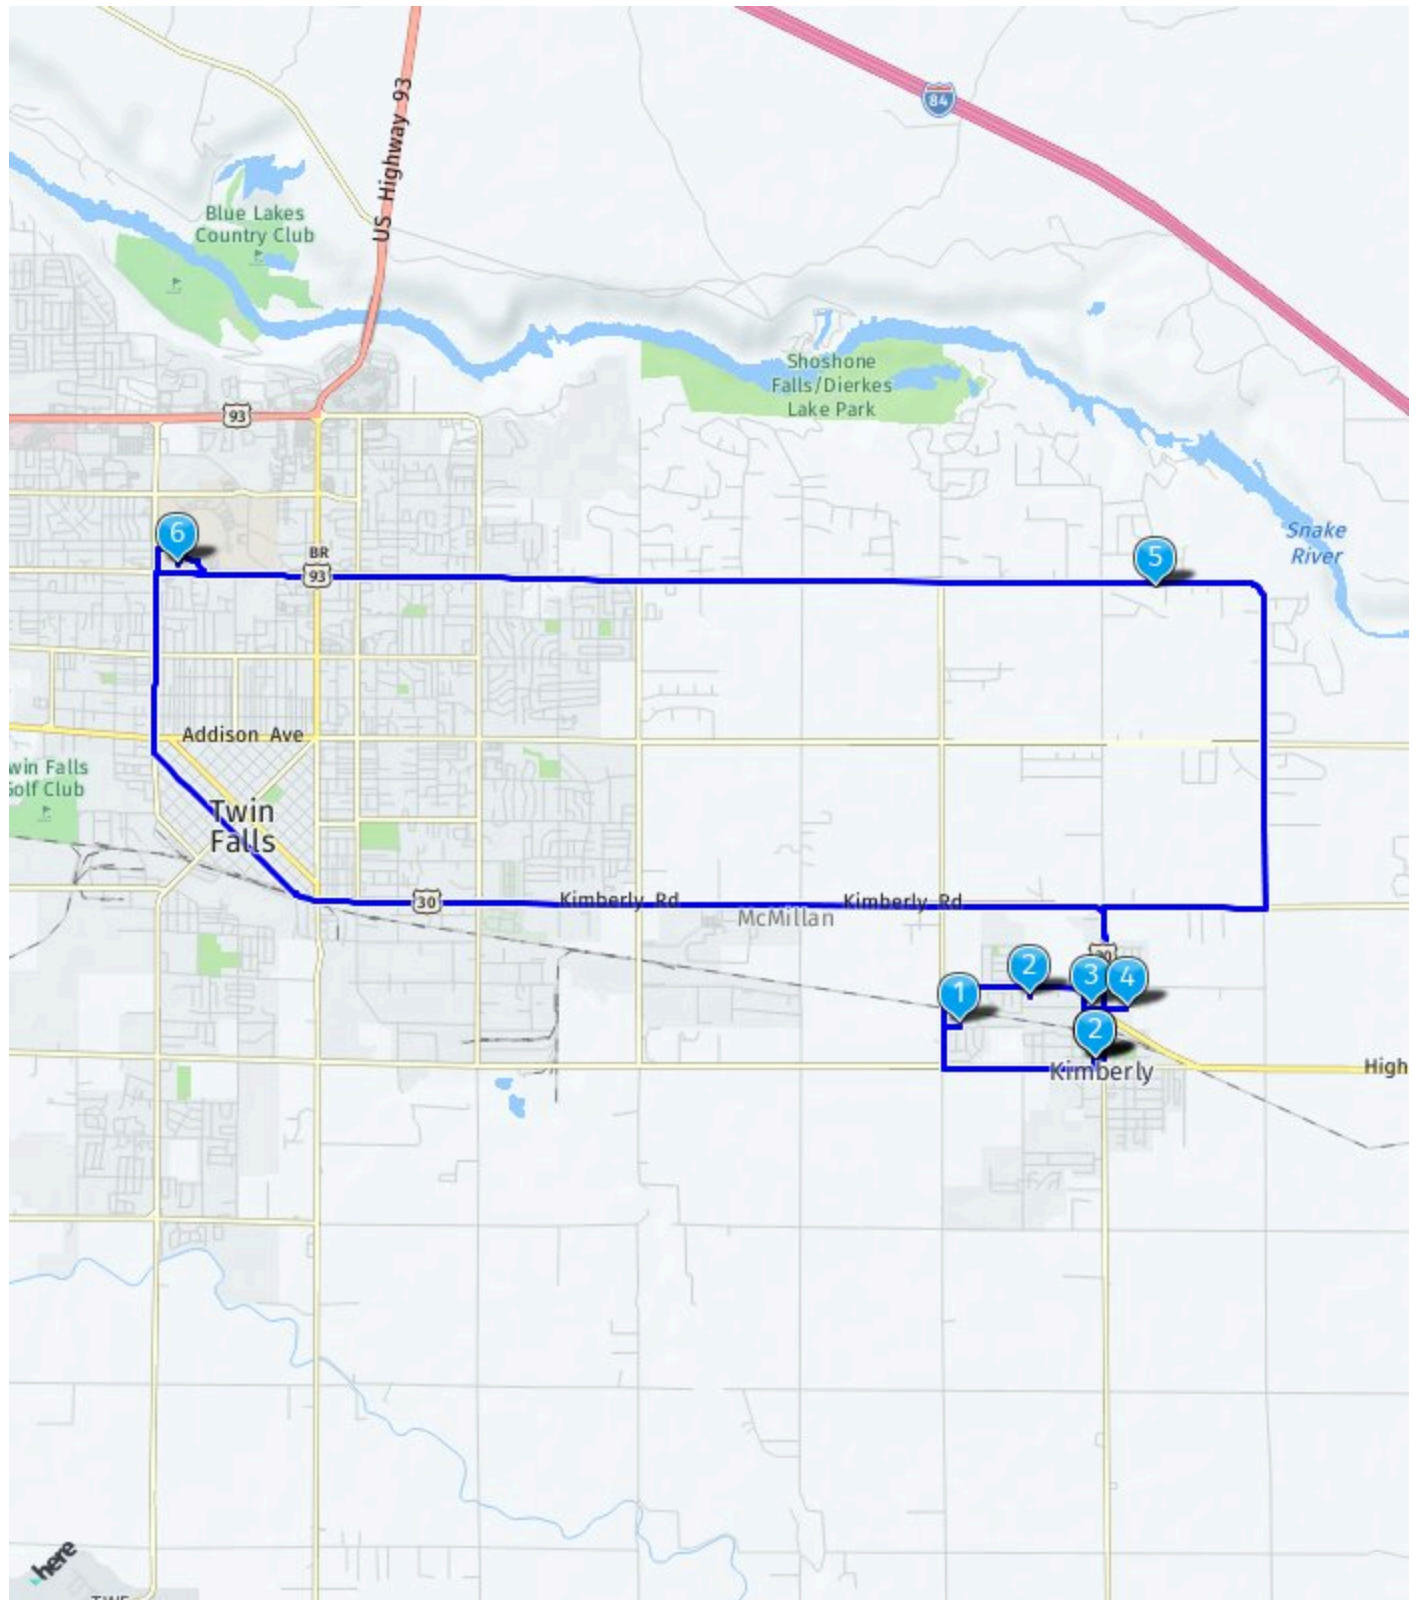 US Highway 93
84
Blue Lakes
Country Club
Shoshone
Falls/Dierkes
Lake Park
93
6
BR
93
5
Snake
River
Addison Ave
win Falls
Golf Club
Twin
Falls
30
Kimberly Rd
Kimberly Rd
McMillan
2
3
4
1
2
Kimberly
High
here